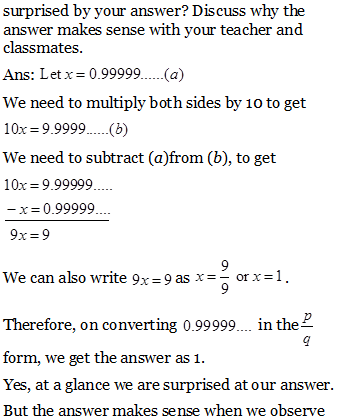 surprised by your answer? Discuss why the
answer makes sense with your teacher and
classmates.
Ans: Let x = 0.99999......(a)
We need to multiply both sides by 10 to get
10x = 9.9999......(b)
We need to subtract (a)from (b), to get
10x = 9.99999.....
−x = 0.99999....
9x = 9
We can also write 9x = 9 as x = 9/9 or x = 1.
Therefore, on converting 0.99999.... in the p/q
form, we get the answer as 1.
Yes, at a glance we are surprised at our answer.
But the answer makes sense when we observe